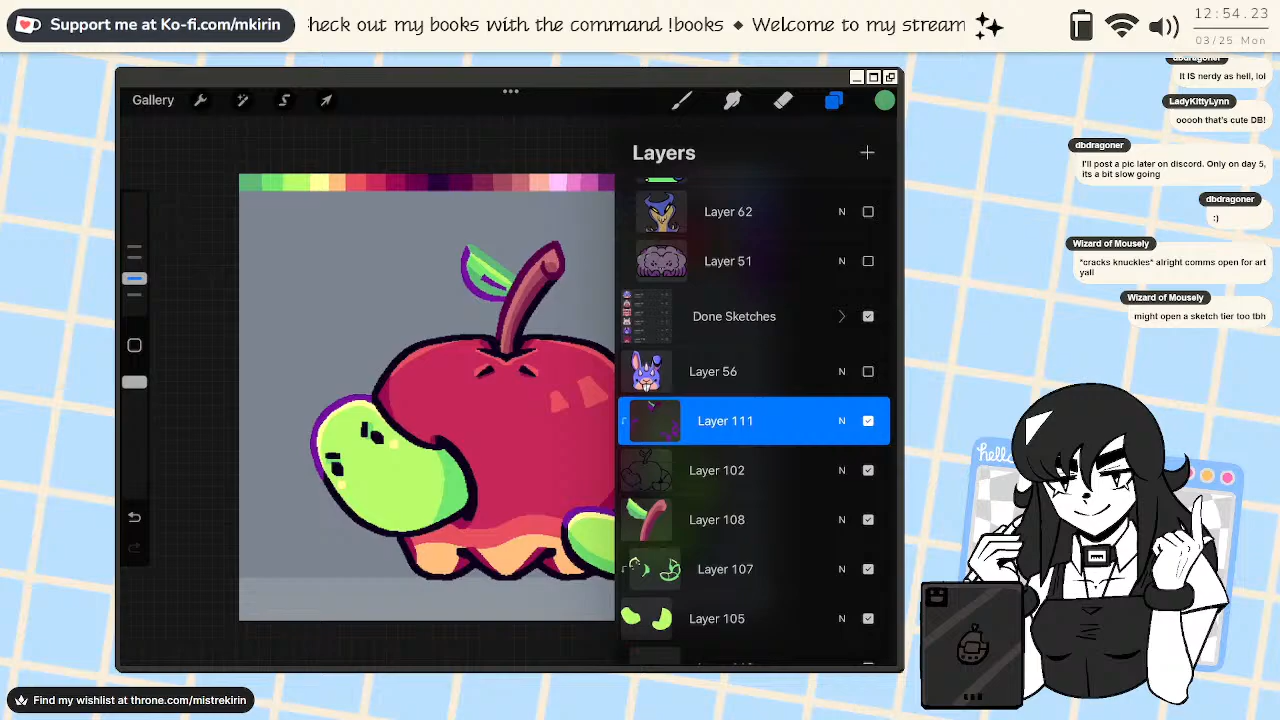 Support me at Ko-fi.com/mkirin
heck out my books with the command !books ◆ Welcome to my stream
12:54.23
03/25 Mon
dbdragoner
It IS nerdy as hell, lol
LadyKittyLynn
ooooh that's cute DB!
dbdragoner
I'll post a pic later on discord. Only on day 5,
its a bit slow going
dbdragoner
:)
Wizard of Mousely
*cracks knuckles* alright comms open for art
yall
Wizard of Mousely
might open a sketch tier too tbh
Gallery
Layers
Layer 62 N
Layer 51 N
Done Sketches
Layer 56 N
Layer 111 N
Layer 102 N
Layer 108 N
Layer 107 N
Layer 105 N
hello
Find my wishlist at throne.com/mistrekirin